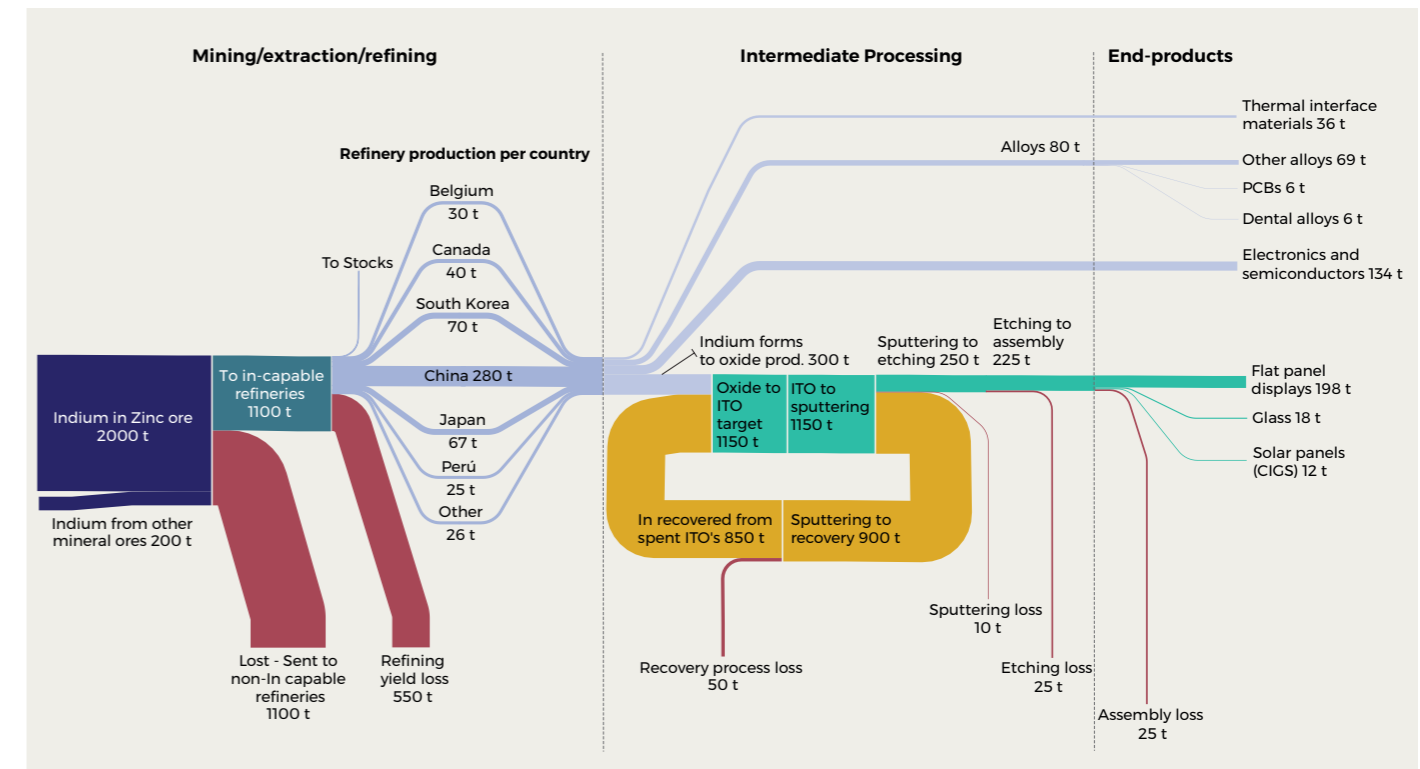 Mining/extraction/refining
Intermediate Processing
End-products
Refinery production per country
To Stocks
Belgium
30 t
Canada
40 t
South Korea
70 t
China 280 t
Japan
67 t
Perú
25 t
Other
26 t
Indium in Zinc ore
2000 t
Indium from other
mineral ores 200 t
To in-capable
refineries
1100 t
Lost - Sent to
non-In capable
refineries
1100 t
Refining
yield loss
550 t
Alloys 80 t
Indium forms
to oxide prod. 300 t
Sputtering to
etching 250 t
Etching to
assembly
225 t
Oxide to
ITO
target
1150 t
ITO to
sputtering
1150 t
In recovered from
spent ITO's 850 t
Sputtering to
recovery 900 t
Recovery process loss
50 t
Sputtering loss
10 t
Etching loss
25 t
Assembly loss
25 t
Thermal interface
materials 36 t
Other alloys 69 t
PCBs 6 t
Dental alloys 6 t
Electronics and
semiconductors 134 t
Flat panel
displays 198 t
Glass 18 t
Solar panels
(CIGS) 12 t